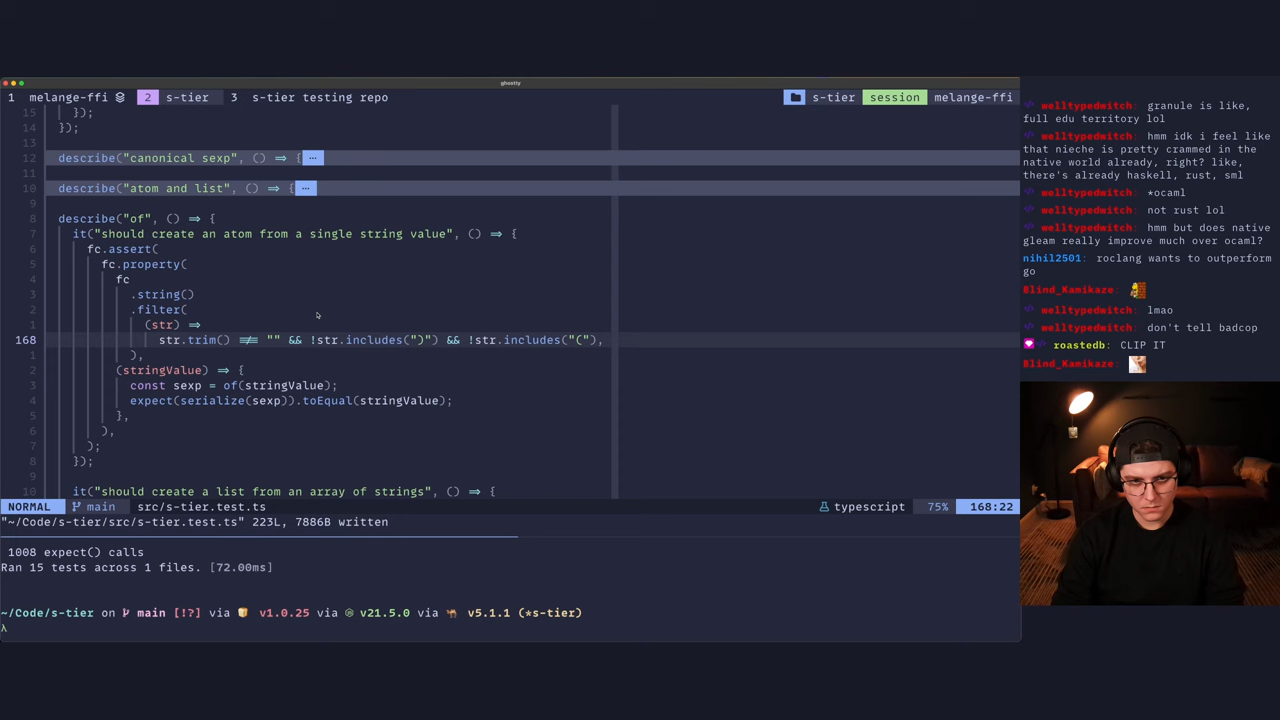 ghostty
1 melange-ffi 2 s-tier 3 s-tier testing repo s-tier session melange-ffi
15 });
14 });
13
12 describe("canonical sexp", () => { ...
11
10 describe("atom and list", () => { ...
9
8 describe("of", () => {
7 it("should create an atom from a single string value", () => {
6 fc.assert(
5 fc.property(
4 fc
3 .string()
2 .filter(
1 (str) =>
168 str.trim() !== "" && !str.includes(")") && !str.includes("("),
1 ),
2 (stringValue) => {
3 const sexp = of(stringValue);
4 expect(serialize(sexp)).toEqual(stringValue);
5 },
6 ),
7 );
8 });
9
10 it("should create a list from an array of strings", () => {
NORMAL main src/s-tier.test.ts typescript 75% 168:22
"~/Code/s-tier/src/s-tier.test.ts" 223L, 7886B written
1008 expect() calls
Ran 15 tests across 1 files. [72.00ms]
~/Code/s-tier on main [!?] via v1.0.25 via v21.5.0 via v5.1.1 (*s-tier)
λ
welltypedwitch: granule is like,
full edu territory lol
welltypedwitch: hmm idk i feel like
that nieche is pretty crammed in the
native world already, right? like,
there's already haskell, rust, sml
welltypedwitch: *ocaml
welltypedwitch: not rust lol
welltypedwitch: hmm but does native
gleam really improve much over ocaml?
nihil2501: roclang wants to outperform
go
Blind_Kamikaze:
welltypedwitch: lmao
welltypedwitch: don't tell badcop
roastedb: CLIP IT
Blind_Kamikaze: